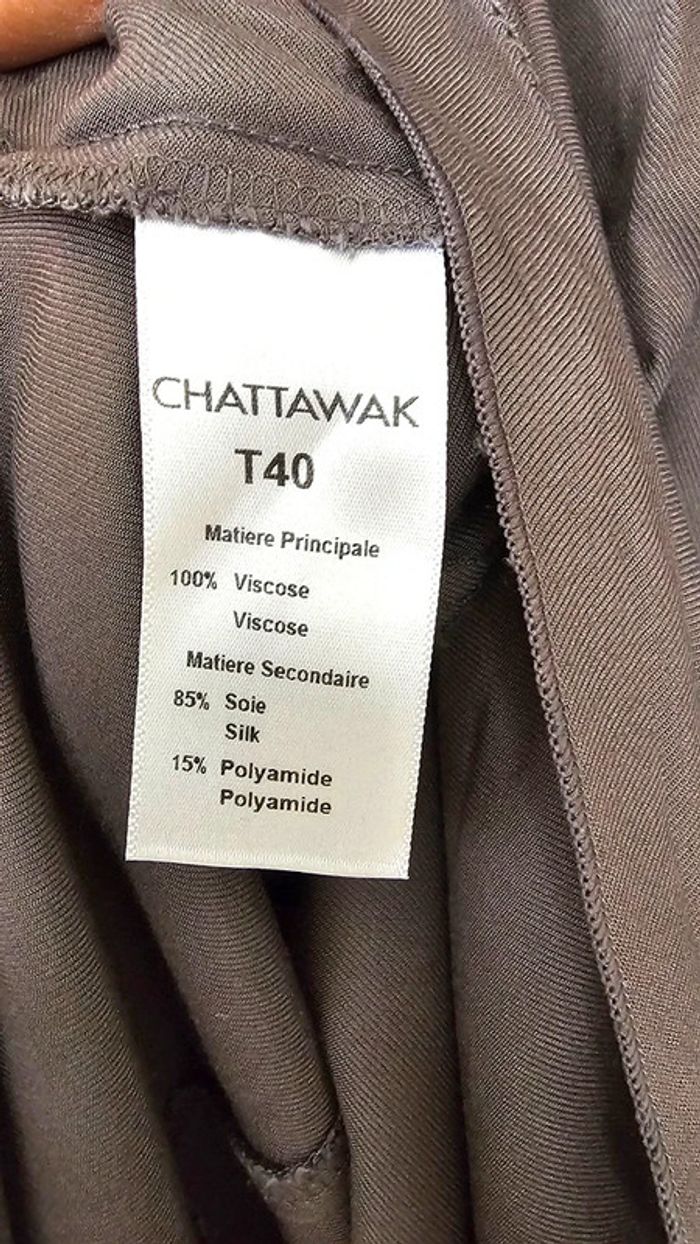 CHATTAWAK
T40
Matiere Principale
100% Viscose
Viscose
Matiere Secondaire
85% Soie
Silk
15% Polyamide
Polyamide